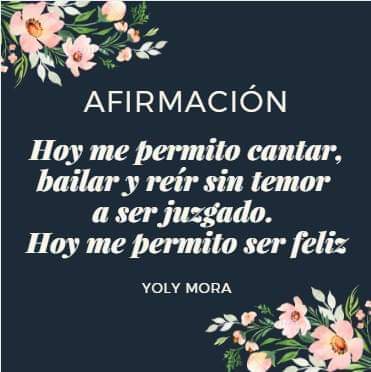 AFIRMACIÓN
Hoy me permito cantar,
bailar y reír sin temor
a ser juzgado.
Hoy me permito ser feliz
YOLY MORA